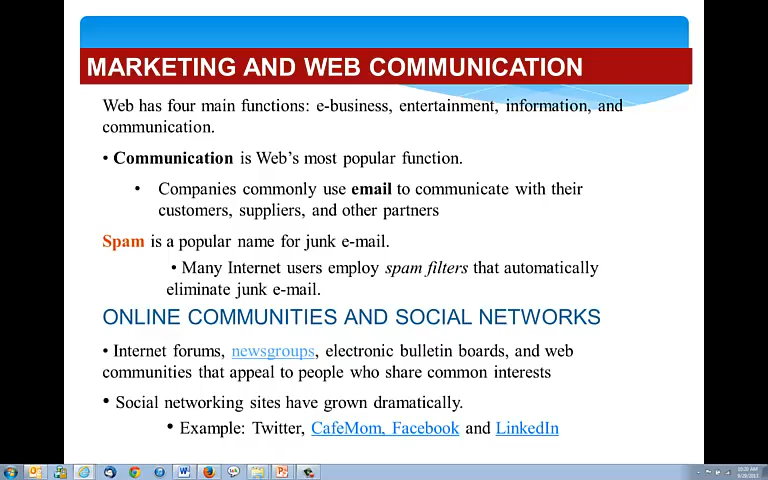 MARKETING AND WEB COMMUNICATION
Web has four main functions: e-business, entertainment, information, and
communication.
• Communication is Web's most popular function.
• Companies commonly use email to communicate with their
customers, suppliers, and other partners
Spam is a popular name for junk e-mail.
• Many Internet users employ spam filters that automatically
eliminate junk e-mail.
ONLINE COMMUNITIES AND SOCIAL NETWORKS
• Internet forums, newsgroups, electronic bulletin boards, and web
communities that appeal to people who share common interests
• Social networking sites have grown dramatically.
• Example: Twitter, CafeMom, Facebook and LinkedIn